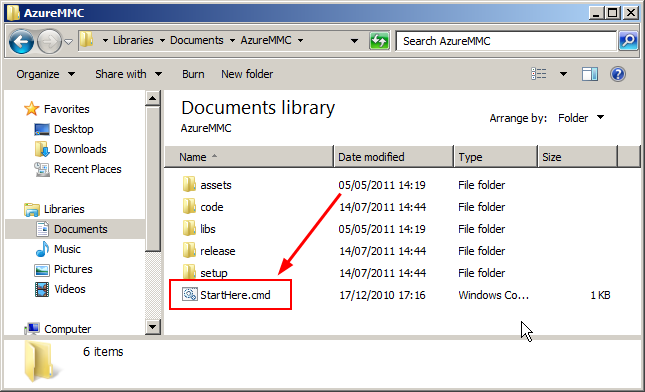 AzureMMC
Libraries Documents AzureMMC Search AzureMMC
Organize Share with Burn New folder
Favorites
Desktop
Downloads
Recent Places
Libraries
Documents
Music
Pictures
Videos
Computer
Documents library
AzureMMC
Arrange by: Folder
Name Date modified Type Size
assets 05/05/2011 14:19 File folder
code 14/07/2011 14:44 File folder
libs 05/05/2011 14:19 File folder
release 14/07/2011 14:44 File folder
setup 14/07/2011 14:44 File folder
StartHere.cmd 17/12/2010 17:16 Windows Co... 1 KB
6 items